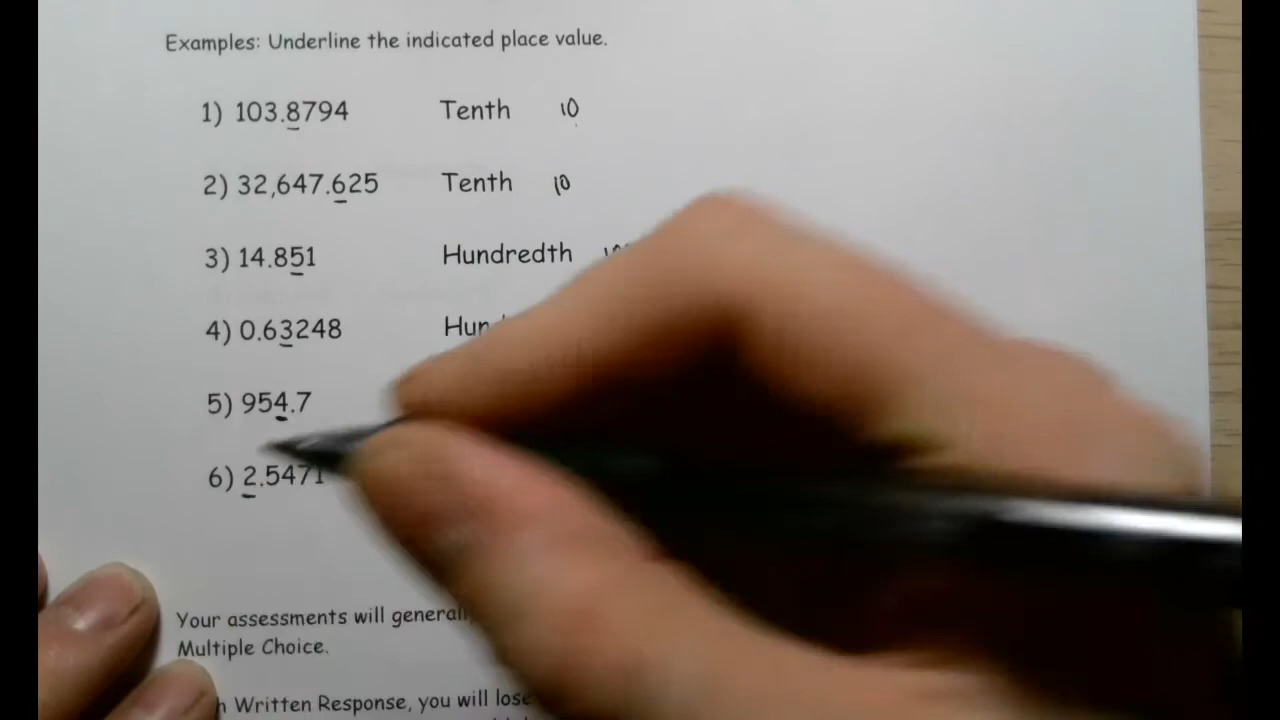 Examples: Underline the indicated place value.
1) 103.8794 Tenth 10
2) 32,647.625 Tenth 10
3) 14.851 Hundredth
4) 0.63248
5) 954.7
6) 2.5471
Your assessments will
Multiple Choice.
Written Response, you will lose